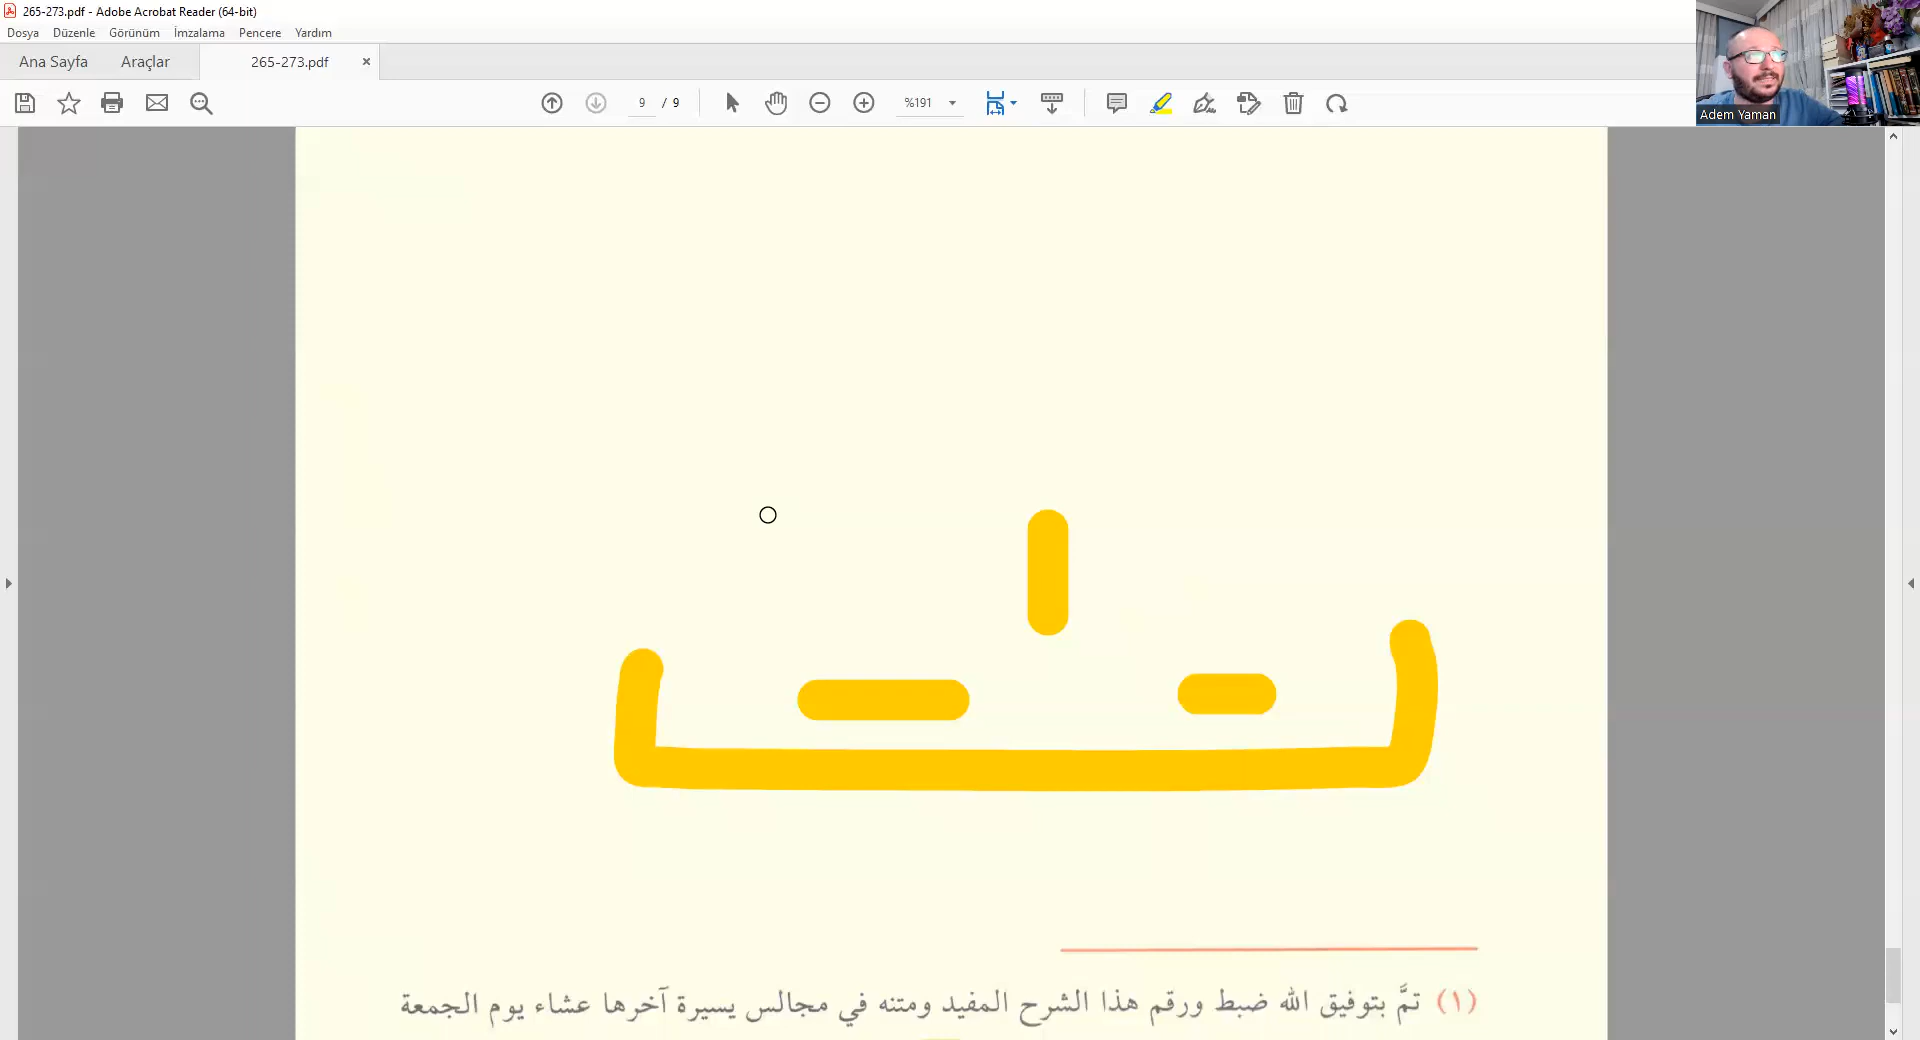 265-273.pdf - Adobe Acrobat Reader (64-bit)
Dosya Düzenle Görünüm İmzalama Pencere Yardım
Ana Sayfa Araçlar 265-273.pdf ×
9 / 9 %191
Adem Yaman
(١) تمَّ بتوفيق الله ضبط ورقم هذا الشرح المفيد ومتنه في مجالس يسيرة آخرها عشاء يوم الجمعة